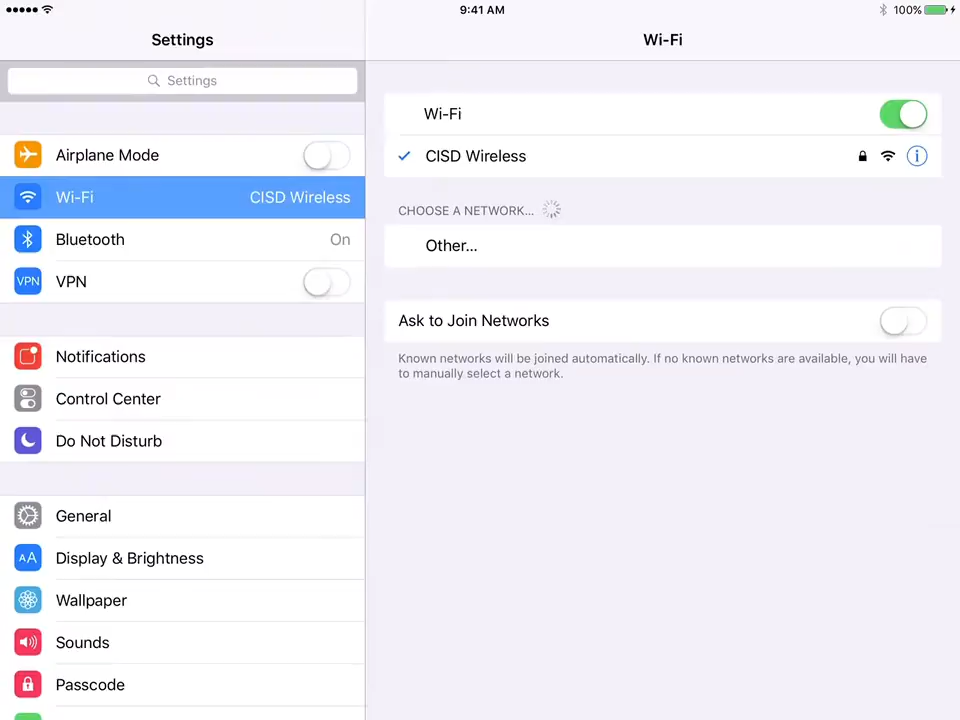 9:41 AM
100%
Settings
Wi-Fi
Settings
Airplane Mode
Wi-Fi CISD Wireless
Bluetooth On
VPN VPN
Notifications
Control Center
Do Not Disturb
General
AA Display & Brightness
Wallpaper
Sounds
Passcode
Wi-Fi
CISD Wireless
CHOOSE A NETWORK...
Other...
Ask to Join Networks
Known networks will be joined automatically. If no known networks are available, you will have
to manually select a network.